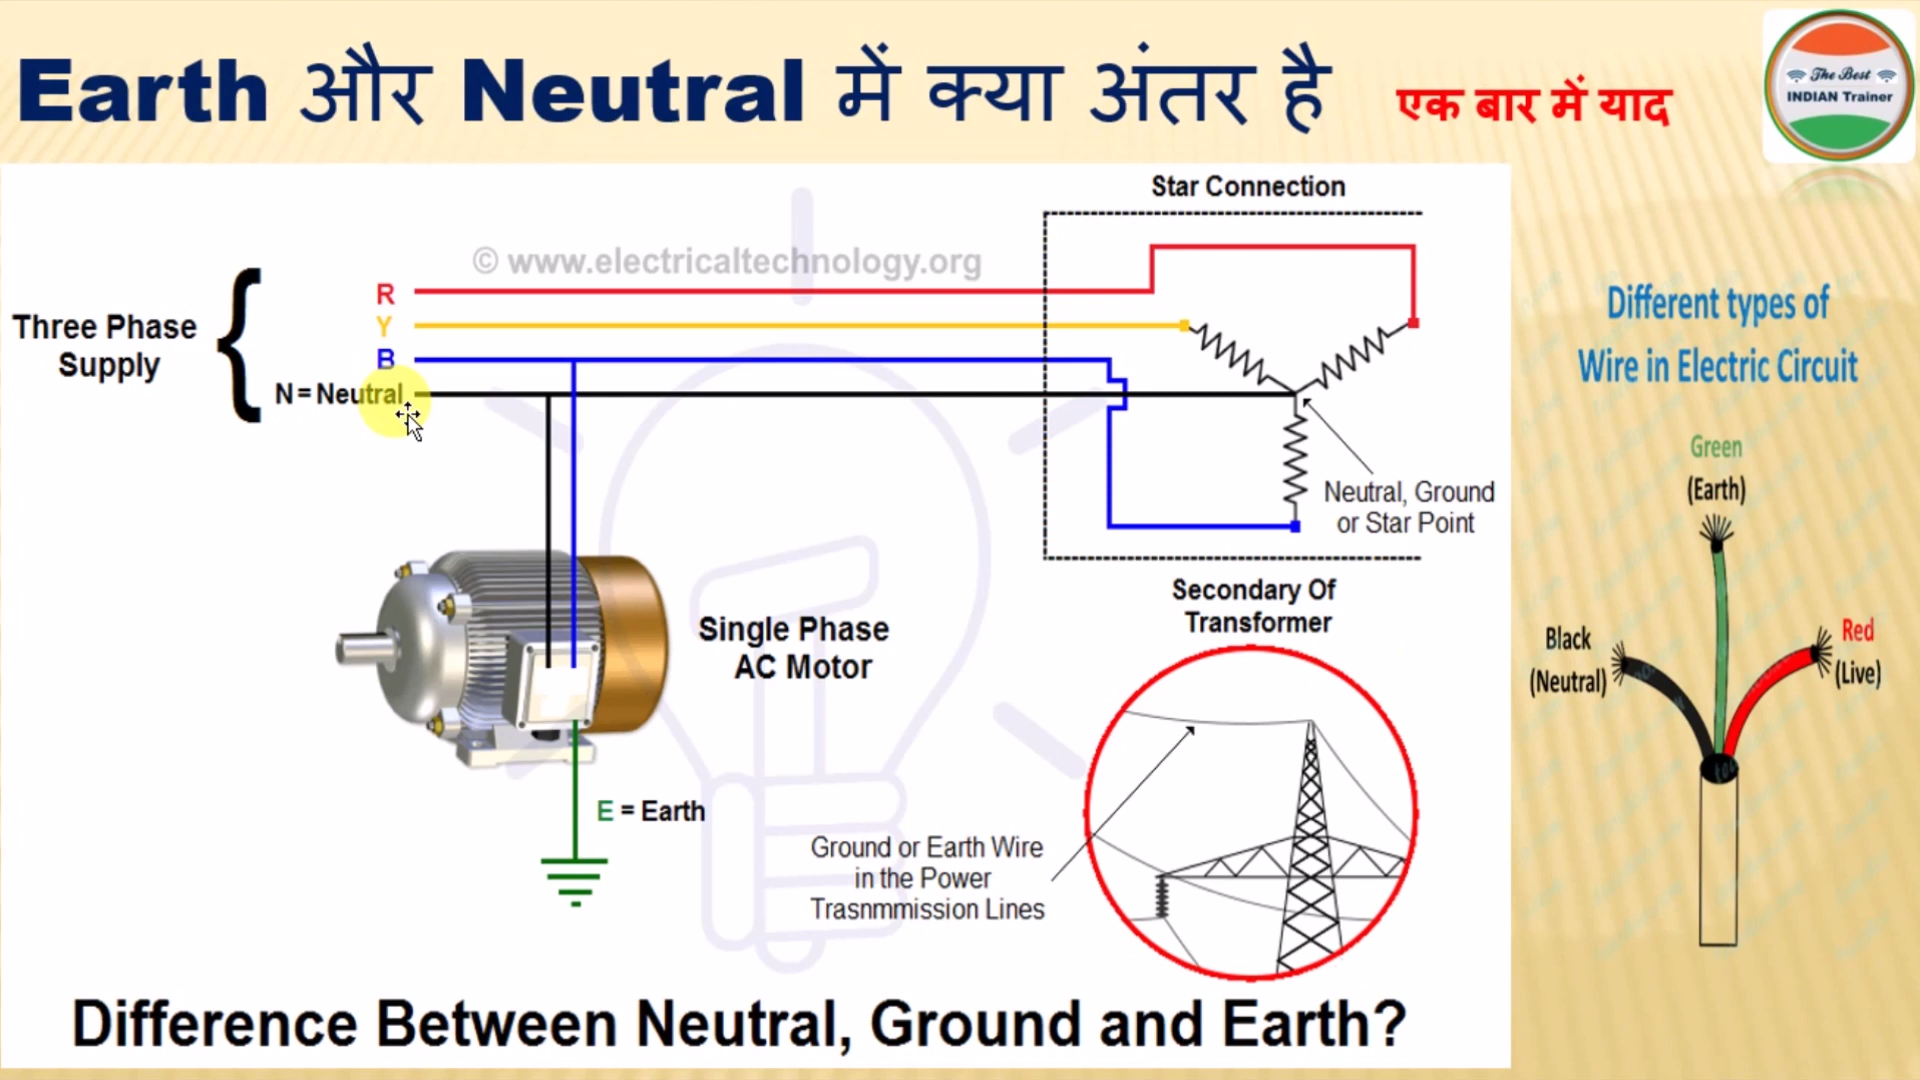 Earth और Neutral में क्या अंतर है
एक बार में याद
The Best
INDIAN Trainer
Star Connection
© www.electricaltechnology.org
Three Phase
Supply
R
Y
B
N = Neutral
Neutral, Ground
or Star Point
Secondary Of
Transformer
Single Phase
AC Motor
E = Earth
Ground or Earth Wire
in the Power
Trasnmmission Lines
Difference Between Neutral, Ground and Earth?
Different types of
Wire in Electric Circuit
Green
(Earth)
Black
(Neutral)
Red
(Live)